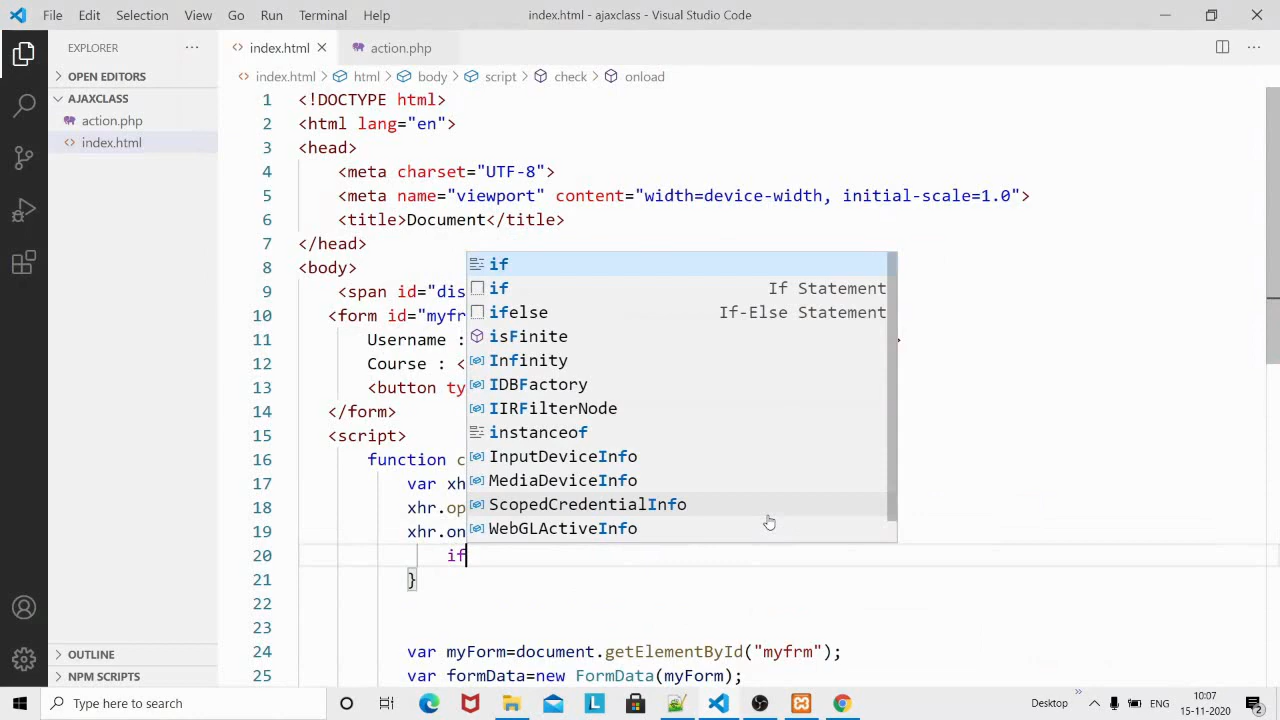 File Edit Selection View Go Run Terminal Help index.html - ajaxclass - Visual Studio Code
EXPLORER
index.html
action.php
OPEN EDITORS
index.html > html > body > script > check > onload
AJAXCLASS
action.php
index.html
1 <!DOCTYPE html>
2 <html lang="en">
3 <head>
4 <meta charset="UTF-8">
5 <meta name="viewport" content="width=device-width, initial-scale=1.0">
6 <title>Document</title>
7 </head>
8 <body>
9 <span id="dis
10 <form id="myfr
11 Username :
12 Course : <
13 <button ty
14 </form>
15 <script>
16 function c
17 var xh
18 xhr.op
19 xhr.on
20 if
21 }
22
23
24 var myForm=document.getElementById("myfrm");
25 var formData=new FormData(myForm);
if
if If Statement
ifelse If-Else Statement
isFinite
Infinity
IDBFactory
IIRFilterNode
instanceof
InputDeviceInfo
MediaDeviceInfo
ScopedCredentialInfo
WebGLActiveInfo
OUTLINE
NPM SCRIPTS
Type here to search
Desktop
ENG
10:07
15-11-2020
2